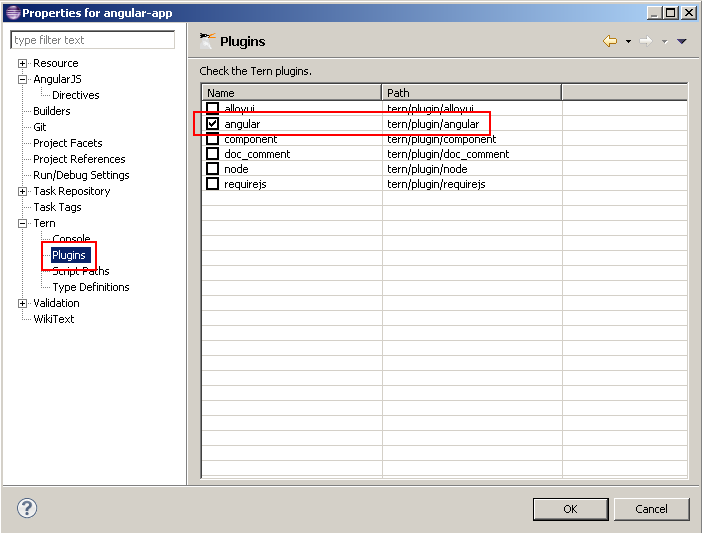 Properties for angular-app
type filter text
Resource
AngularJS
Directives
Builders
Git
Project Facets
Project References
Run/Debug Settings
Task Repository
Task Tags
Tern
Console
Plugins
Script Paths
Type Definitions
Validation
WikiText
Plugins
Check the Tern plugins.
Name Path
alloyui tern/plugin/alloyui
angular tern/plugin/angular
component tern/plugin/component
doc_comment tern/plugin/doc_comment
node tern/plugin/node
requirejs tern/plugin/requirejs
?
OK Cancel